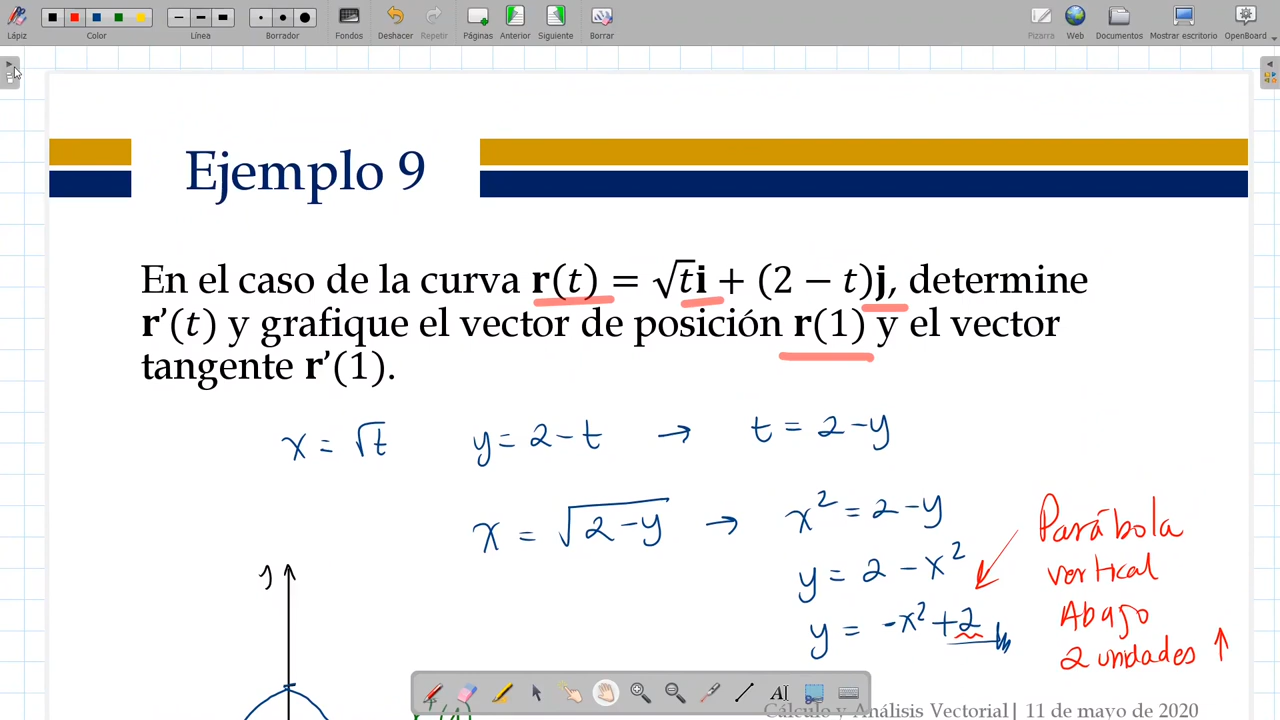 Lápiz Color Línea Borrador Fondos Deshacer Repetir Páginas Anterior Siguiente Borrar Pizarra Web Documentos Mostrar escritorio OpenBoard
Ejemplo 9
En el caso de la curva r(t) = √t i + (2 − t)j, determine
r’(t) y grafique el vector de posición r(1) y el vector
tangente r’(1).
x = √t y = 2 - t → t = 2 - y
x = √(2 - y) → x² = 2 - y
Parábola
y = 2 - x²
vertical
y = -x² + 2
Abajo
2 unidades ↑
Cálculo y Análisis Vectorial| 11 de mayo de 2020